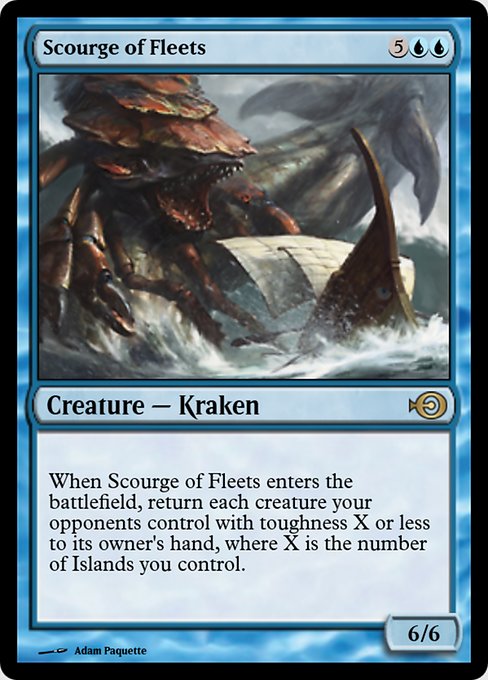 Scourge of Fleets 5
Creature — Kraken
When Scourge of Fleets enters the
battlefield, return each creature your
opponents control with toughness X or less
to its owner's hand, where X is the number
of Islands you control.
6/6
Adam Paquette